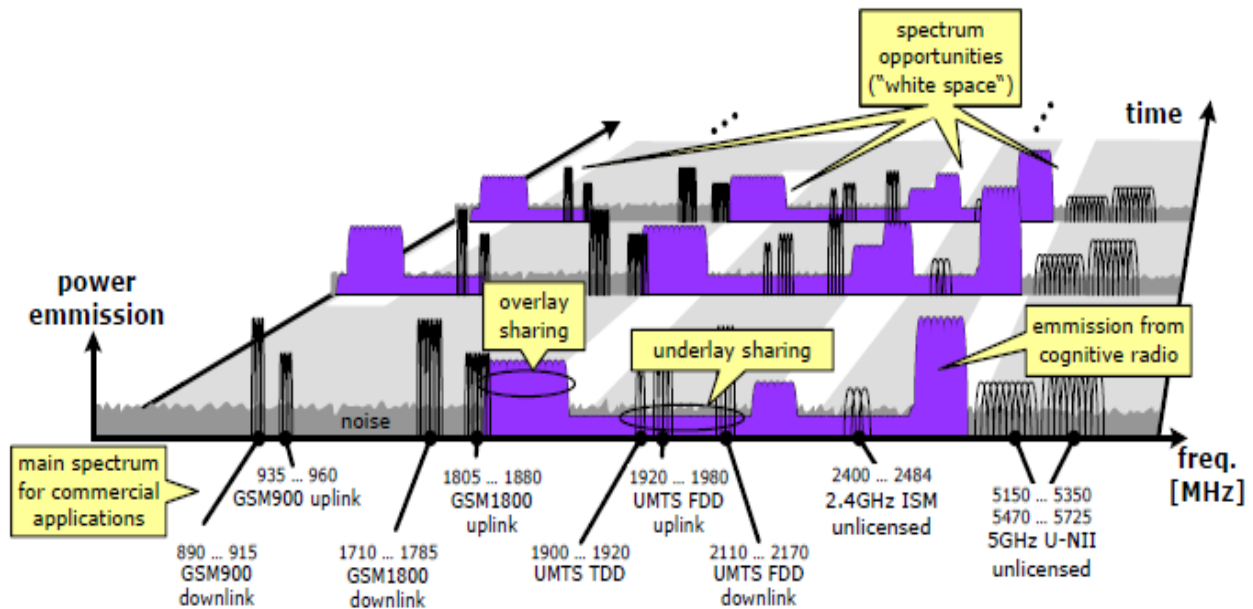 spectrum
opportunities
("white space")
time
power
emmission
overlay
sharing
underlay sharing
emmission from
cognitive radio
noise
main spectrum
for commercial
applications
freq.
[MHz]
935 ... 960
GSM900 uplink
1805 ... 1880
GSM1800
uplink
1920 ... 1980
UMTS FDD
uplink
2400 ... 2484
2.4GHz ISM
unlicensed
5150 ... 5350
5470 ... 5725
5GHz U-NII
unlicensed
890 ... 915
GSM900
downlink
1710 ... 1785
GSM1800
downlink
1900 ... 1920
UMTS TDD
2110 ... 2170
UMTS FDD
downlink